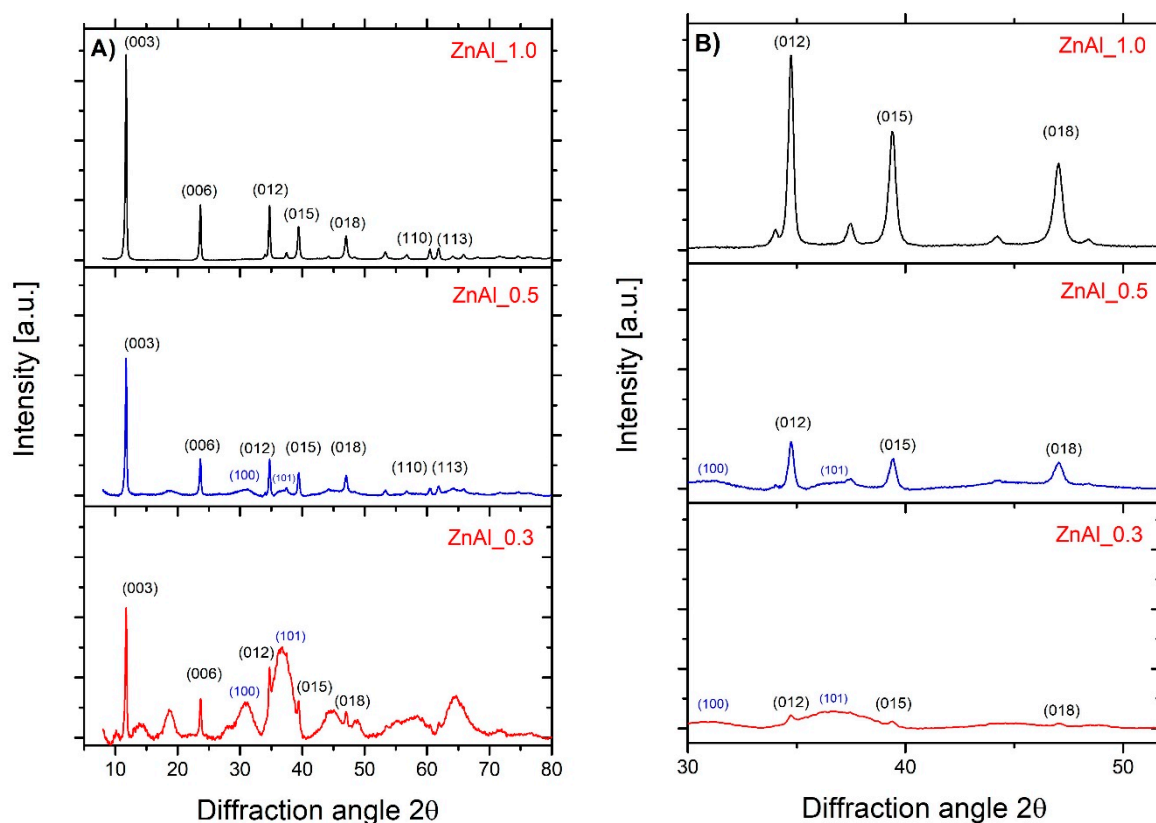 A)
ZnAl_1.0
(003)
(006)
(012)
(015)
(018)
(110)
(113)
ZnAl_0.5
(003)
(006)
(100)
(012)
(101)
(015)
(018)
(110)
(113)
ZnAl_0.3
(003)
(006)
(100)
(012)
(101)
(015)
(018)
10 20 30 40 50 60 70 80
Diffraction angle 2θ
Intensity [a.u.]
B)
ZnAl_1.0
(012)
(015)
(018)
ZnAl_0.5
(100)
(012)
(101)
(015)
(018)
ZnAl_0.3
(100)
(012)
(101)
(015)
(018)
30 40 50
Diffraction angle 2θ
Intensity [a.u.]